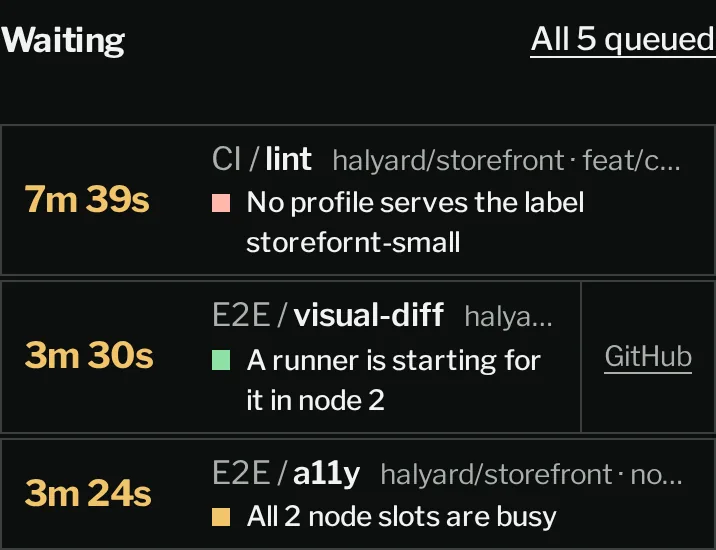 Waiting
All 5 queued
7m 39s
CI / lint halyard/storefront · feat/c...
No profile serves the label
storefornt-small
3m 30s
E2E / visual-diff halya...
A runner is starting for
it in node 2
GitHub
3m 24s
E2E / a11y halyard/storefront · no...
All 2 node slots are busy